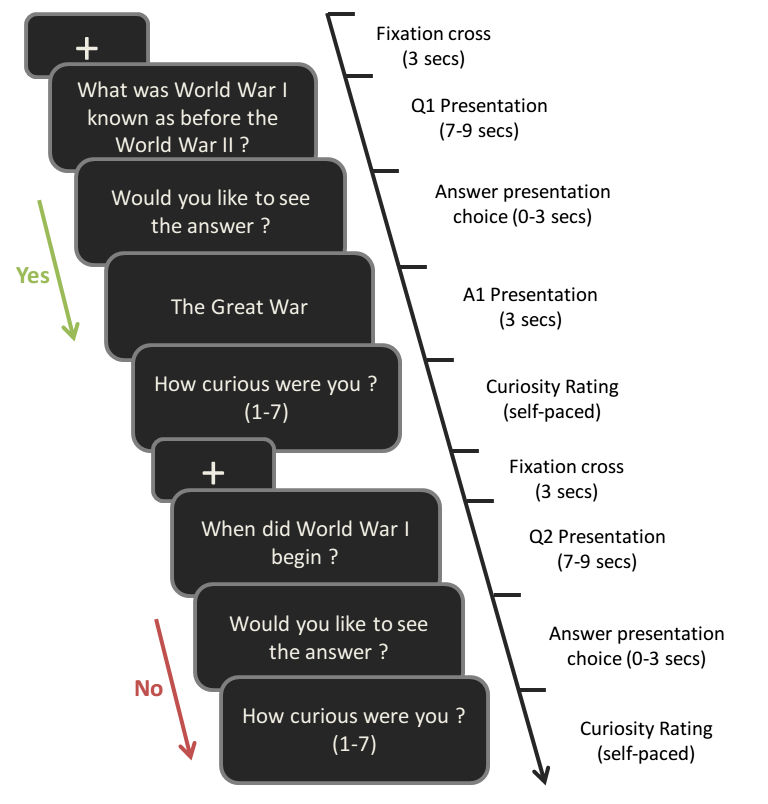 +
What was World War I
known as before the
World War II ?
Would you like to see
the answer ?
Yes
The Great War
How curious were you ?
(1-7)
+
When did World War I
begin ?
Would you like to see
the answer ?
No
How curious were you ?
(1-7)
Fixation cross
(3 secs)
Q1 Presentation
(7-9 secs)
Answer presentation
choice (0-3 secs)
A1 Presentation
(3 secs)
Curiosity Rating
(self-paced)
Fixation cross
(3 secs)
Q2 Presentation
(7-9 secs)
Answer presentation
choice (0-3 secs)
Curiosity Rating
(self-paced)